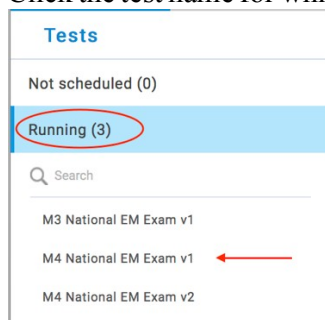 Click the test name for whi
Tests
Not scheduled (0)
Running (3)
Search
M3 National EM Exam v1
M4 National EM Exam v1
M4 National EM Exam v2